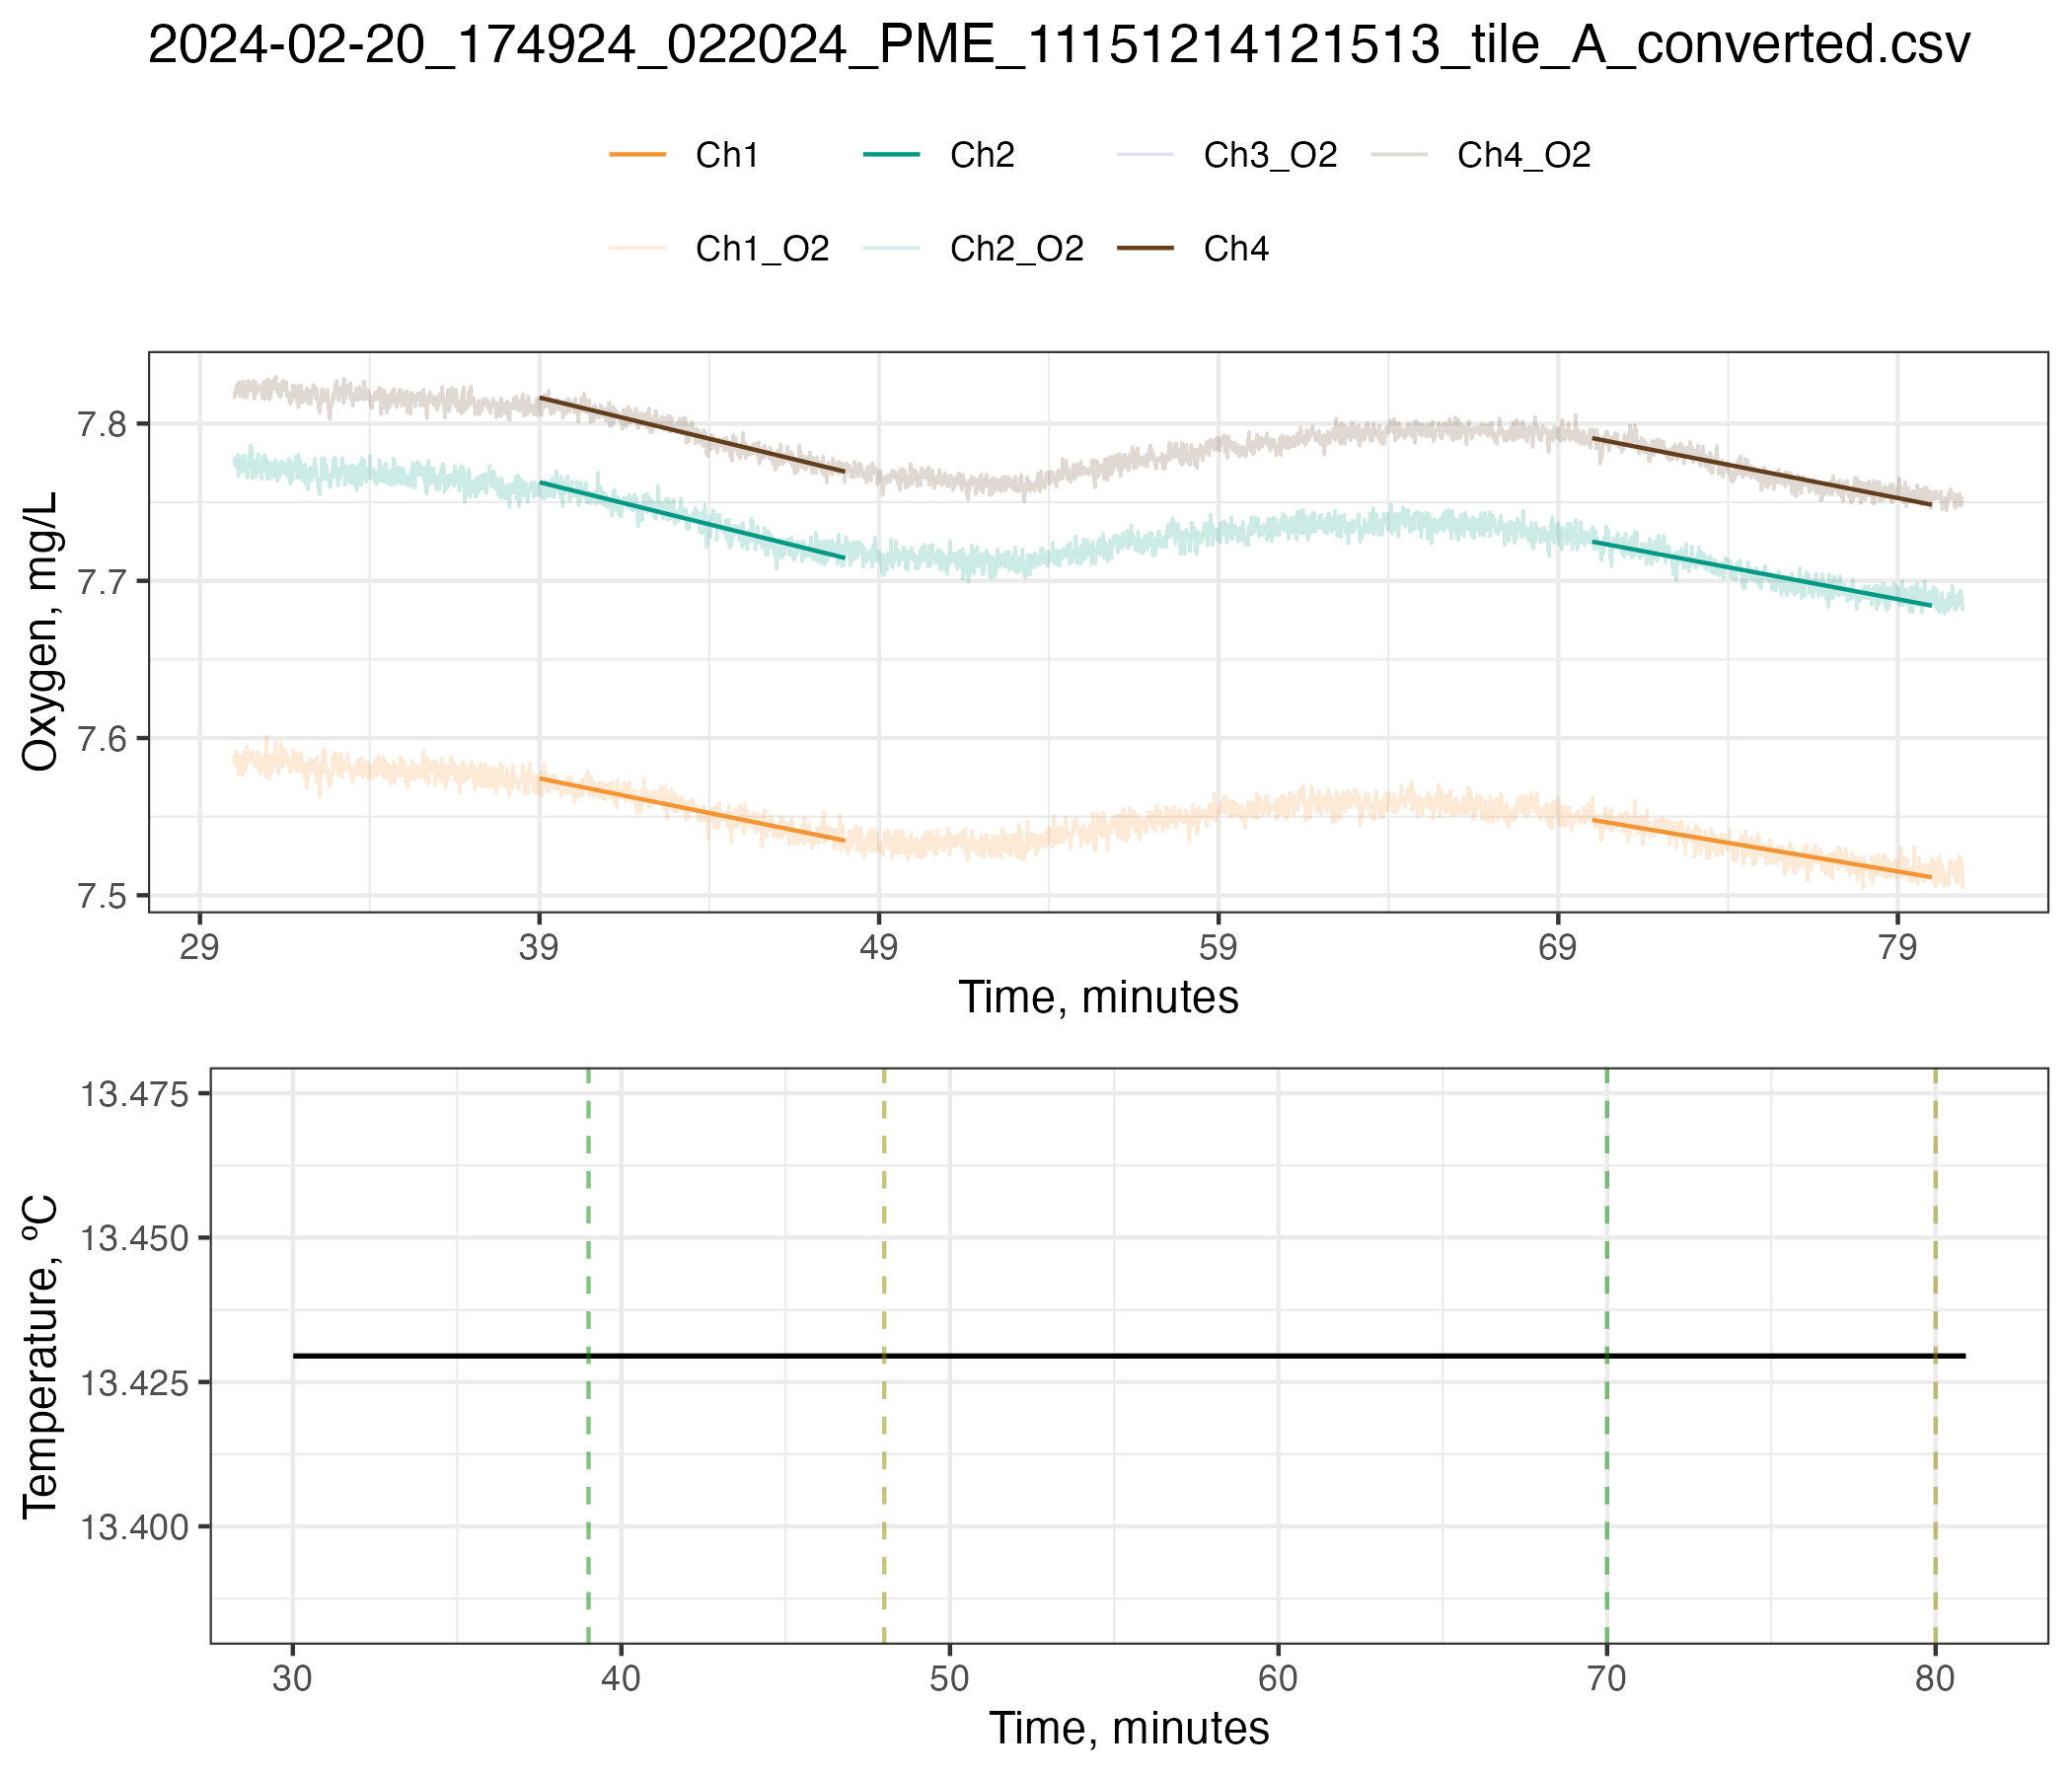 2024-02-20_174924_022024_PME_11151214121513_tile_A_converted.csv
Ch1 Ch2 Ch3_O2 Ch4_O2
Ch1_O2 Ch2_O2 Ch4
Oxygen, mg/L
7.8
7.7
7.6
7.5
29 39 49 59 69 79
Time, minutes
Temperature, ºC
13.475
13.450
13.425
13.400
30 40 50 60 70 80
Time, minutes